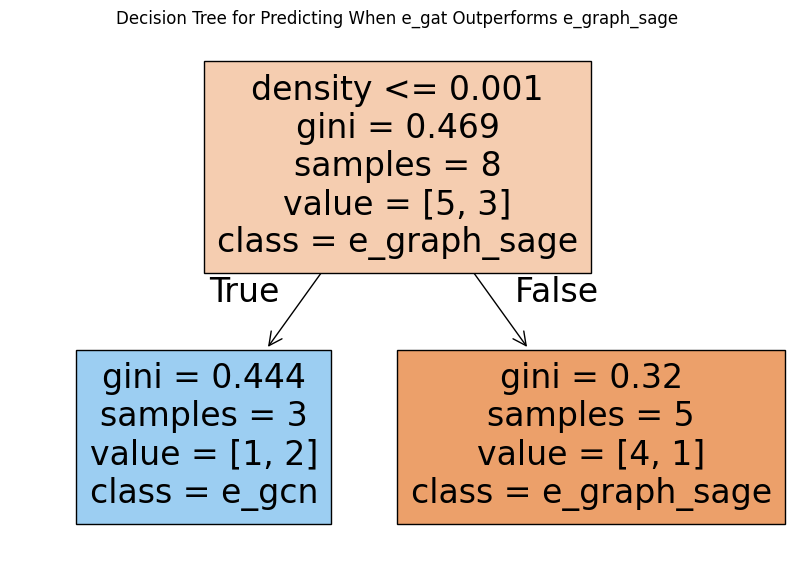 Decision Tree for Predicting When e_gat Outperforms e_graph_sage
density <= 0.001
gini = 0.469
samples = 8
value = [5, 3]
class = e_graph_sage
True
False
gini = 0.444
samples = 3
value = [1, 2]
class = e_gcn
gini = 0.32
samples = 5
value = [4, 1]
class = e_graph_sage